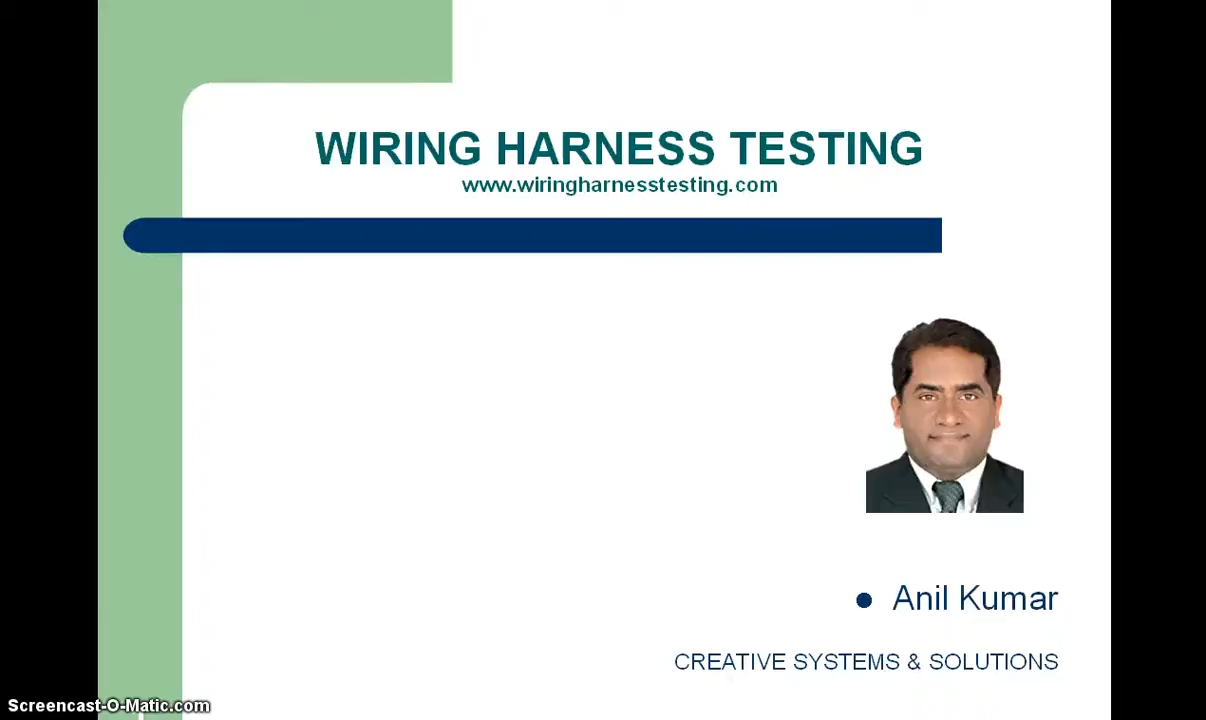 WIRING HARNESS TESTING
www.wiringharnesstesting.com
Anil Kumar
CREATIVE SYSTEMS & SOLUTIONS
Screencast-O-Matic.com